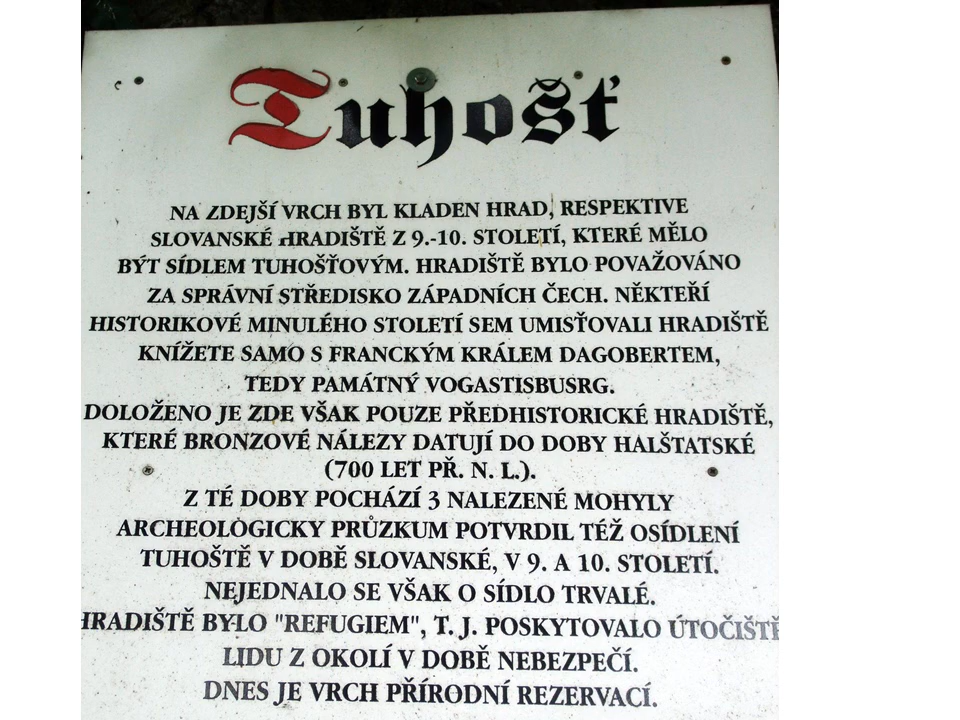 Tuhošť
NA ZDEJŠÍ VRCH BYL KLADEN HRAD, RESPEKTIVE
SLOVANSKÉ HRADIŠTĚ Z 9.-10. STOLETÍ, KTERÉ MĚLO
BÝT SÍDLEM TUHOŠŤOVÝM. HRADIŠTĚ BYLO POVAŽOVÁNO
ZA SPRÁVNÍ STŘEDISKO ZÁPADNÍCH ČECH. NĚKTEŘÍ
HISTORIKOVÉ MINULÉHO STOLETÍ SEM UMISŤOVALI HRADIŠTĚ
KNÍŽETE SAMO S FRANCKÝM KRÁLEM DAGOBERTEM,
TEDY PAMÁTNÝ VOGASTISBUSRG.
DOLOŽENO JE ZDE VŠAK POUZE PŘEDHISTORICKÉ HRADIŠTĚ,
KTERÉ BRONZOVÉ NÁLEZY DATUJÍ DO DOBY HALŠTATSKÉ
(700 LET PŘ. N. L.).
Z TÉ DOBY POCHÁZÍ 3 NALEZENÉ MOHYLY
ARCHEOLOGICKY PRŮZKUM POTVRDIL TÉŽ OSÍDLENÍ
TUHOŠTĚ V DOBĚ SLOVANSKÉ, V 9. A 10. STOLETÍ.
NEJEDNALO SE VŠAK O SÍDLO TRVALÉ.
HRADIŠTĚ BYLO "REFUGIEM", T. J. POSKYTOVALO ÚTOČIŠTĚ
LIDU Z OKOLÍ V DOBĚ NEBEZPEČÍ.
DNES JE VRCH PŘÍRODNÍ REZERVACÍ.